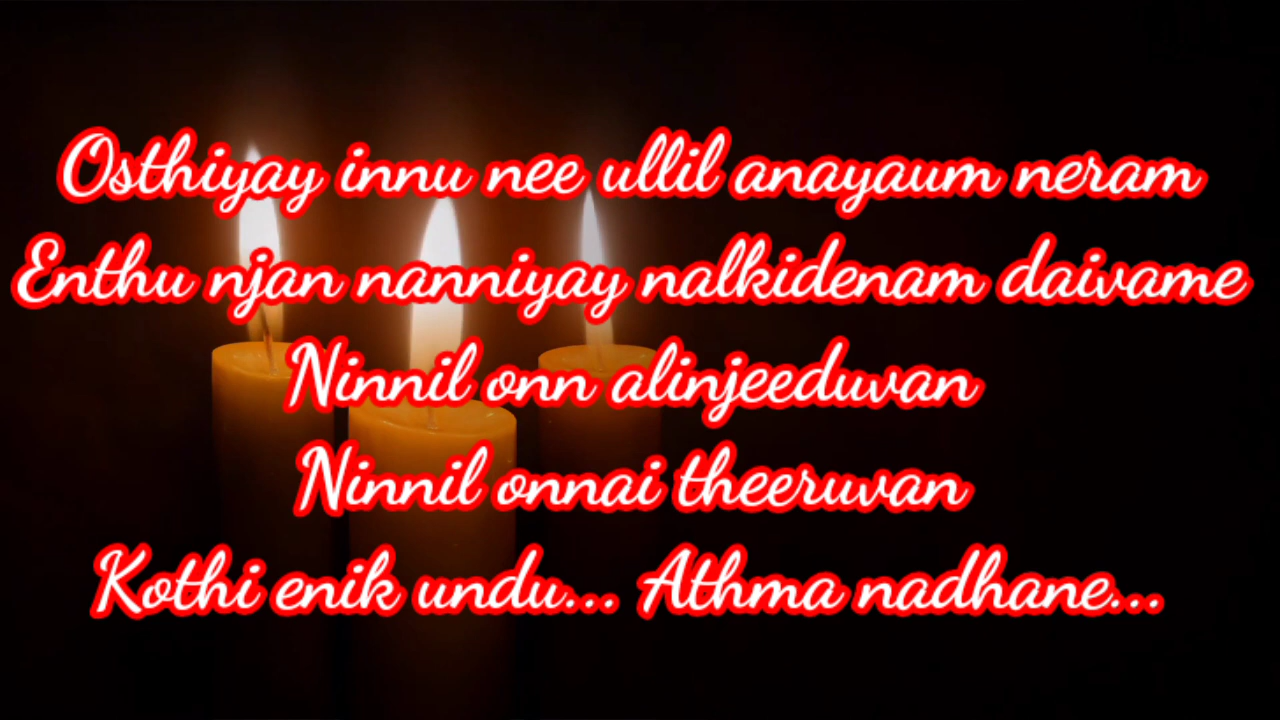 Osthiyay innu nee ullil anayaum neram
Enthu njan nanniyay nalkidenam daivame
Ninnil onn alinjeeduvan
Ninnil onnai theeruvan
Kothi enik undu... Athma nadhane...